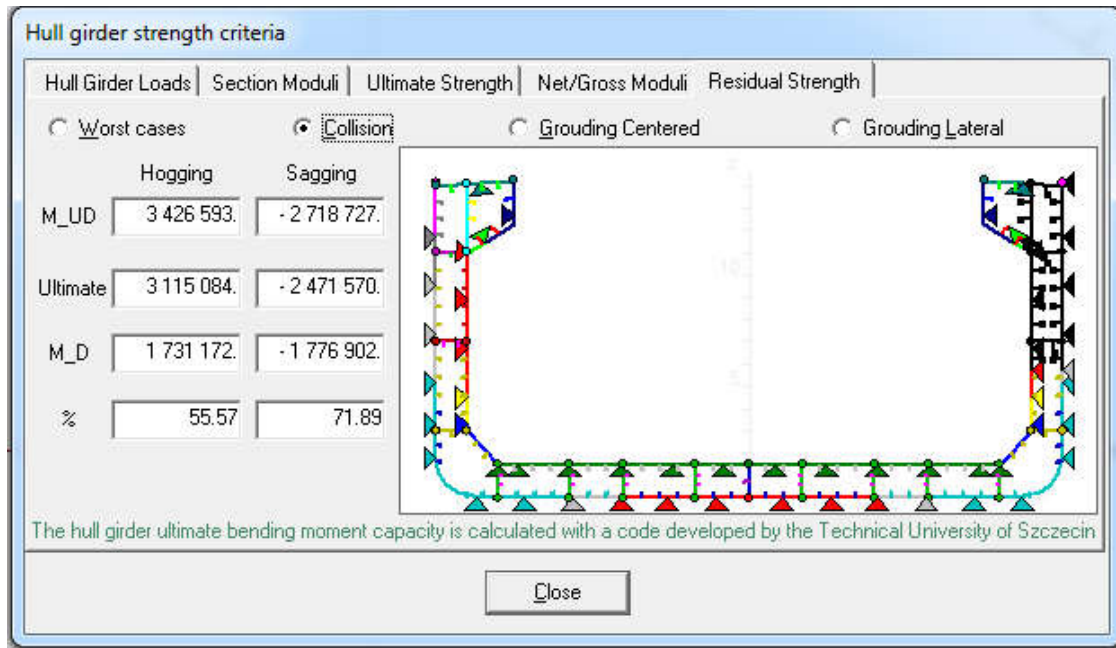 Hull girder strength criteria
Hull Girder Loads Section Moduli Ultimate Strength Net/Gross Moduli Residual Strength
Worst cases Collision Grouding Centered Grouding Lateral
Hogging Sagging
M_UD 3 426 593. - 2 718 727.
Ultimate 3 115 084. - 2 471 570.
M_D 1 731 172. - 1 776 902.
% 55.57 71.89
The hull girder ultimate bending moment capacity is calculated with a code developed by the Technical University of Szczecin
Close